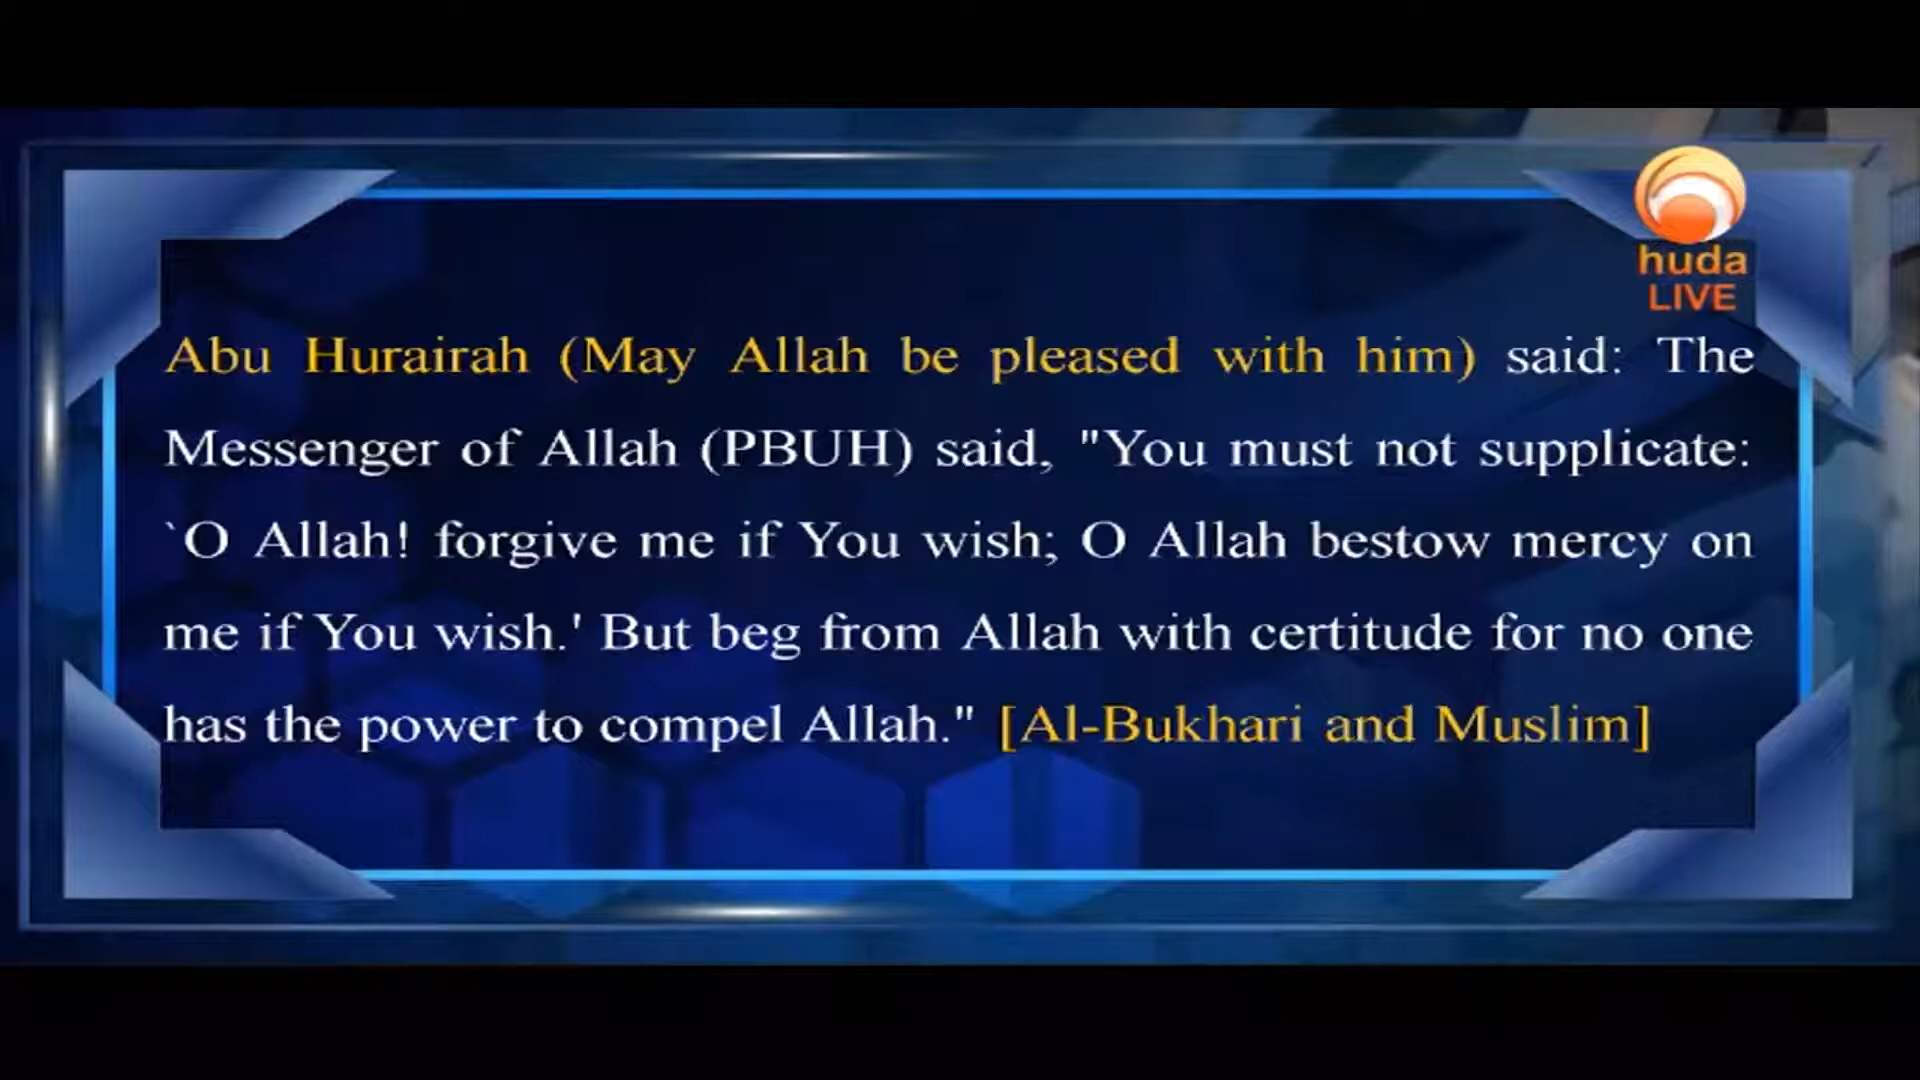 huda
LIVE
Abu Hurairah (May Allah be pleased with him) said: The
Messenger of Allah (PBUH) said, "You must not supplicate:
`O Allah! forgive me if You wish; O Allah bestow mercy on
me if You wish.' But beg from Allah with certitude for no one
has the power to compel Allah." [Al-Bukhari and Muslim]